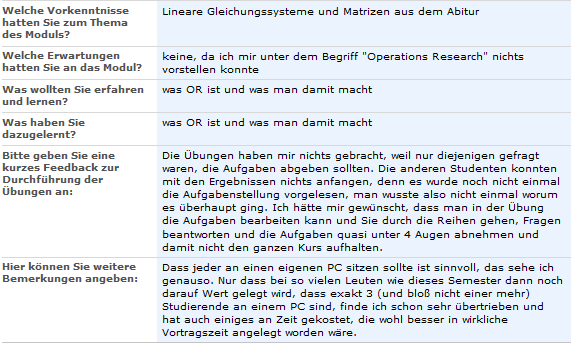 Welche Vorkenntnisse
hatten Sie zum Thema
des Moduls?
Lineare Gleichungssysteme und Matrizen aus dem Abitur
Welche Erwartungen
hatten Sie an das Modul?
keine, da ich mir unter dem Begriff "Operations Research" nichts
vorstellen konnte
Was wollten Sie erfahren
und lernen?
was OR ist und was man damit macht
Was haben Sie
dazugelernt?
was OR ist und was man damit macht
Bitte geben Sie eine
kurzes Feedback zur
Durchführung der
Übungen an:
Die Übungen haben mir nichts gebracht, weil nur diejenigen gefragt
waren, die Aufgaben abgeben sollten. Die anderen Studenten konnten
mit den Ergebnissen nichts anfangen, denn es wurde noch nicht einmal
die Aufgabenstellung vorgelesen, man wusste also nicht einmal worum
es überhaupt ging. Ich hätte mir gewünscht, dass man in der Übung
die Aufgaben bearbeiten kann und Sie durch die Reihen gehen, Fragen
beantworten und die Aufgaben quasi unter 4 Augen abnehmen und
damit nicht den ganzen Kurs aufhalten.
Hier können Sie weitere
Bemerkungen angeben:
Dass jeder an einen eigenen PC sitzen sollte ist sinnvoll, das sehe ich
genauso. Nur dass bei so vielen Leuten wie dieses Semester dann noch
darauf Wert gelegt wird, dass exakt 3 (und bloß nicht einer mehr)
Studierende an einem PC sind, finde ich schon sehr übertrieben und
hat auch einiges an Zeit gekostet, die wohl besser in wirkliche
Vortragszeit angelegt worden wäre.